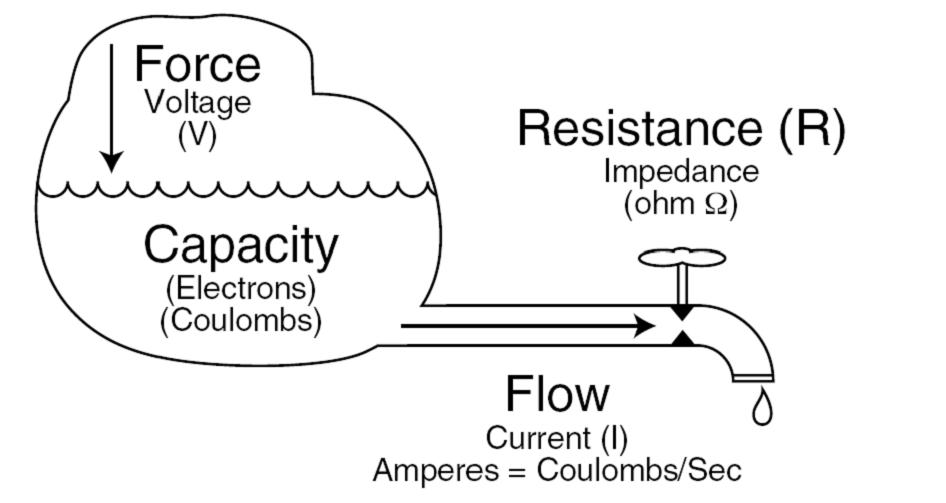 Force
Voltage
(V)
Resistance (R)
Impedance
(ohm Ω)
Capacity
(Electrons)
(Coulombs)
Flow
Current (I)
Amperes = Coulombs/Sec